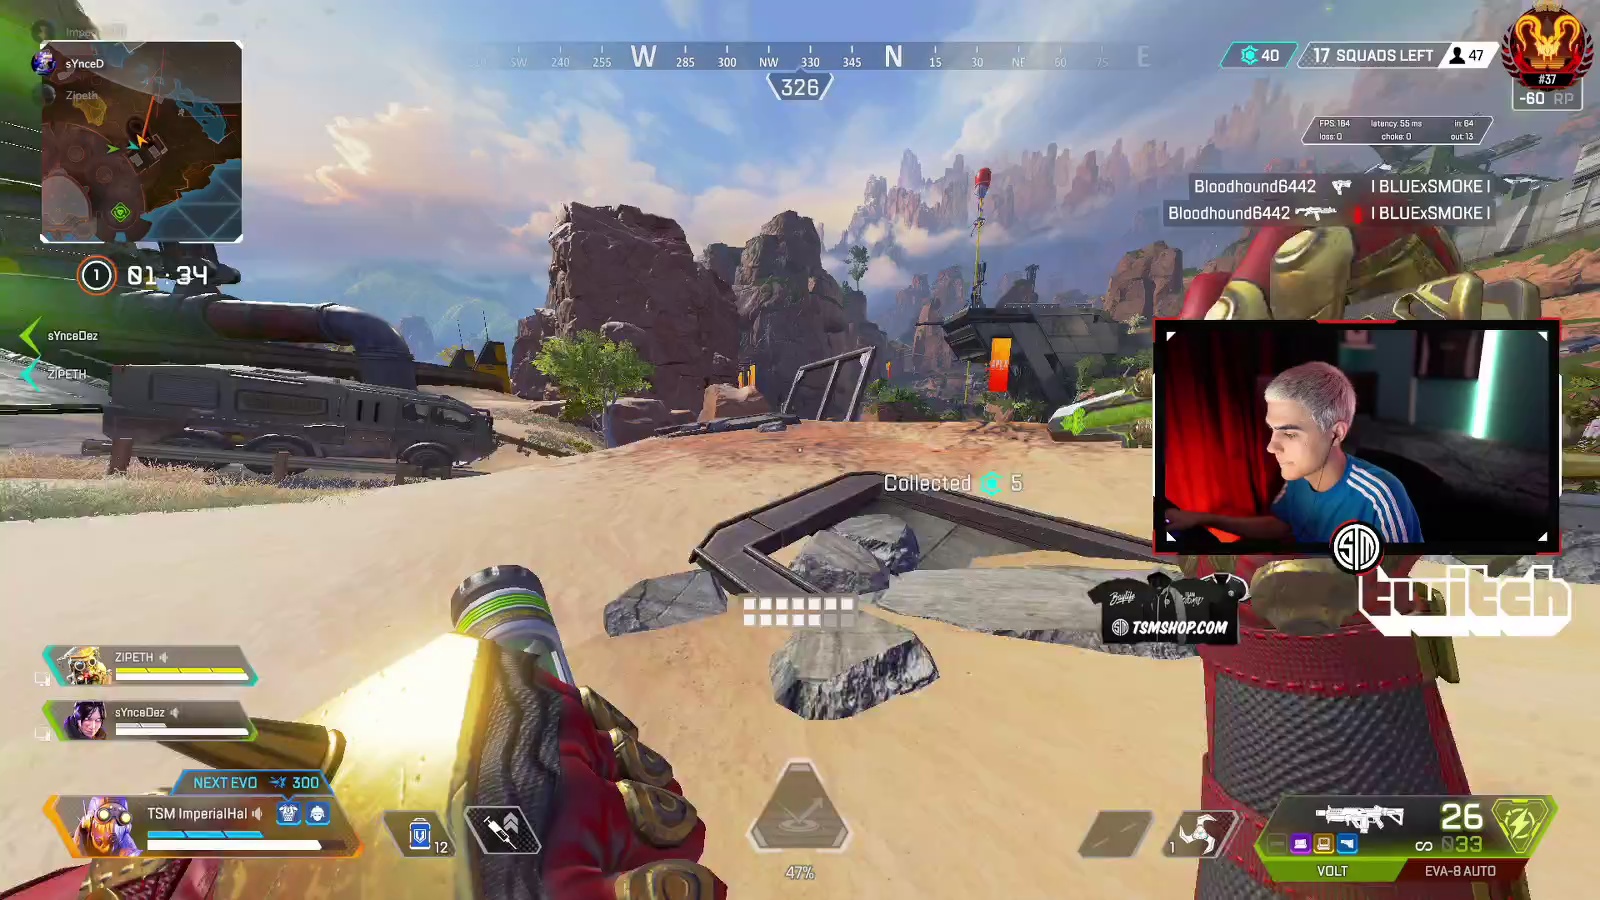 sYnceD
Zipeth
SW 240 255 W 285 300 NW 330 345 N 15 30 NE 60 75 E
326
40
17 SQUADS LEFT 47
#37
-60 RP
FPS: 164 latency: 55 ms in: 64
loss: 0 choke: 0 out: 13
Bloodhound6442 | BLUExSMOKE |
Bloodhound6442 | BLUExSMOKE |
1 01:34
sYnceDez
ZIPETH
APEX
Collected 5
TSM
twitch
TSMSHOP.COM
ZIPETH
sYnceDez
NEXT EVO 300
TSM ImperialHal
12
47%
1
26
∞ 033
VOLT EVA-8 AUTO